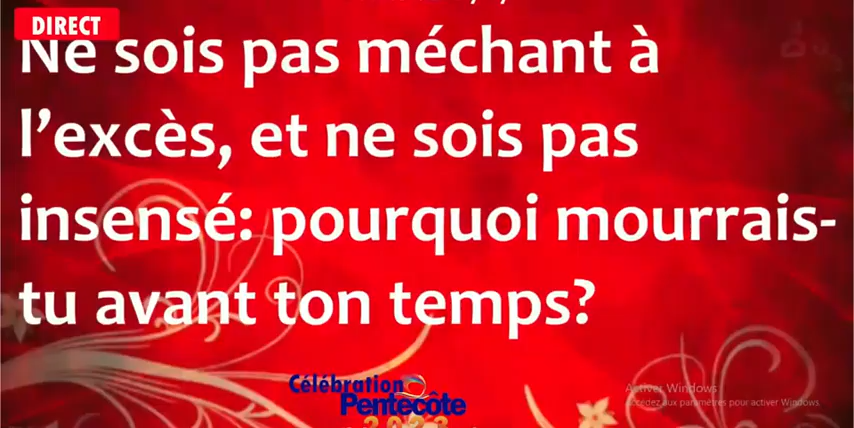 DIRECT
Ne sois pas méchant à
l’excès, et ne sois pas
insensé: pourquoi mourrais-
tu avant ton temps?
Célébration
Pentecôte
2023
Activer Windows
Accédez aux paramètres pour activer Windows.